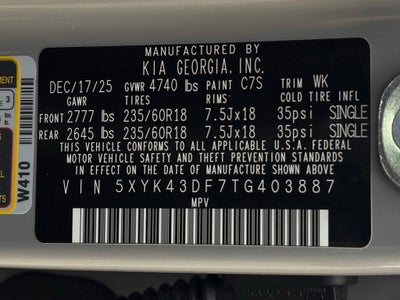 MANUFACTURED BY
KIA GEORGIA, INC.
DEC/17/25 GVWR 4740 lbs PAINT C7S TRIM WK
GAWR TIRES RIMS COLD TIRE INFL
FRONT 2777 lbs 235/60R18 7.5Jx18 35psi SINGLE
REAR 2645 lbs 235/60R18 7.5Jx18 35psi SINGLE
THIS VEHICLE CONFORMS TO ALL APPLICABLE FEDERAL
MOTOR VEHICLE SAFETY AND THEFT PREVENTION STANDARDS
IN EFFECT ON THE DATE OF MANUFACTURE SHOWN ABOVE.
VIN 5XYK43DF7TG403887
MPV
W410
3